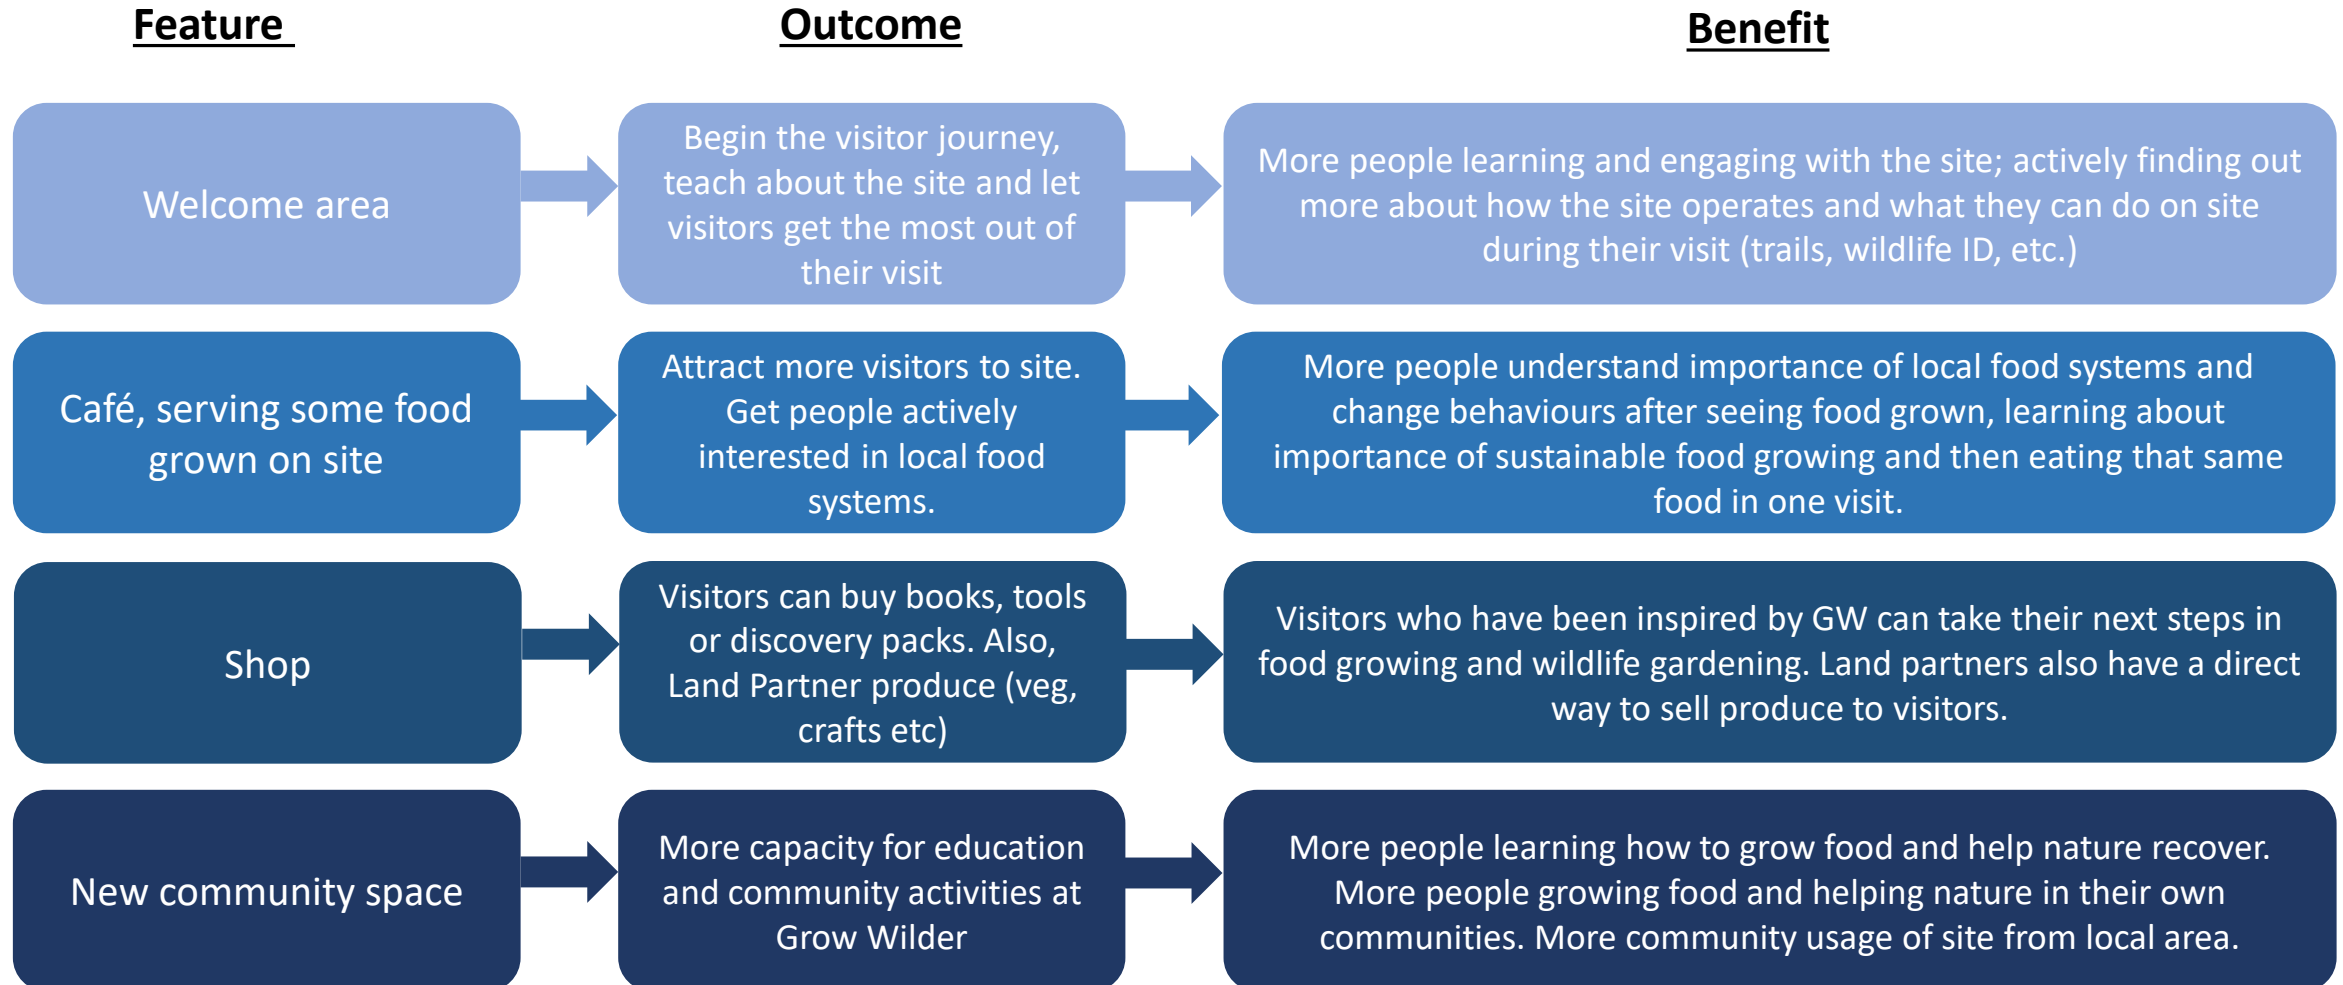 Feature
Outcome
Benefit
Welcome area
Begin the visitor journey,
teach about the site and let
visitors get the most out of
their visit
More people learning and engaging with the site; actively finding out
more about how the site operates and what they can do on site
during their visit (trails, wildlife ID, etc.)
Café, serving some food
grown on site
Attract more visitors to site.
Get people actively
interested in local food
systems.
More people understand importance of local food systems and
change behaviours after seeing food grown, learning about
importance of sustainable food growing and then eating that same
food in one visit.
Shop
Visitors can buy books, tools
or discovery packs. Also,
Land Partner produce (veg,
crafts etc)
Visitors who have been inspired by GW can take their next steps in
food growing and wildlife gardening. Land partners also have a direct
way to sell produce to visitors.
New community space
More capacity for education
and community activities at
Grow Wilder
More people learning how to grow food and help nature recover.
More people growing food and helping nature in their own
communities. More community usage of site from local area.